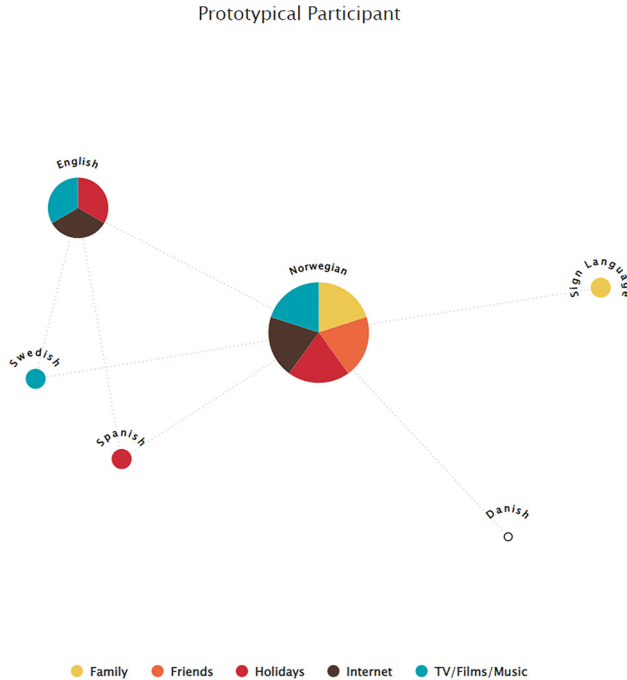 Prototypical Participant
English
Norwegian
Sign Language
Swedish
Spanish
Danish
Family
Friends
Holidays
Internet
TV/Films/Music